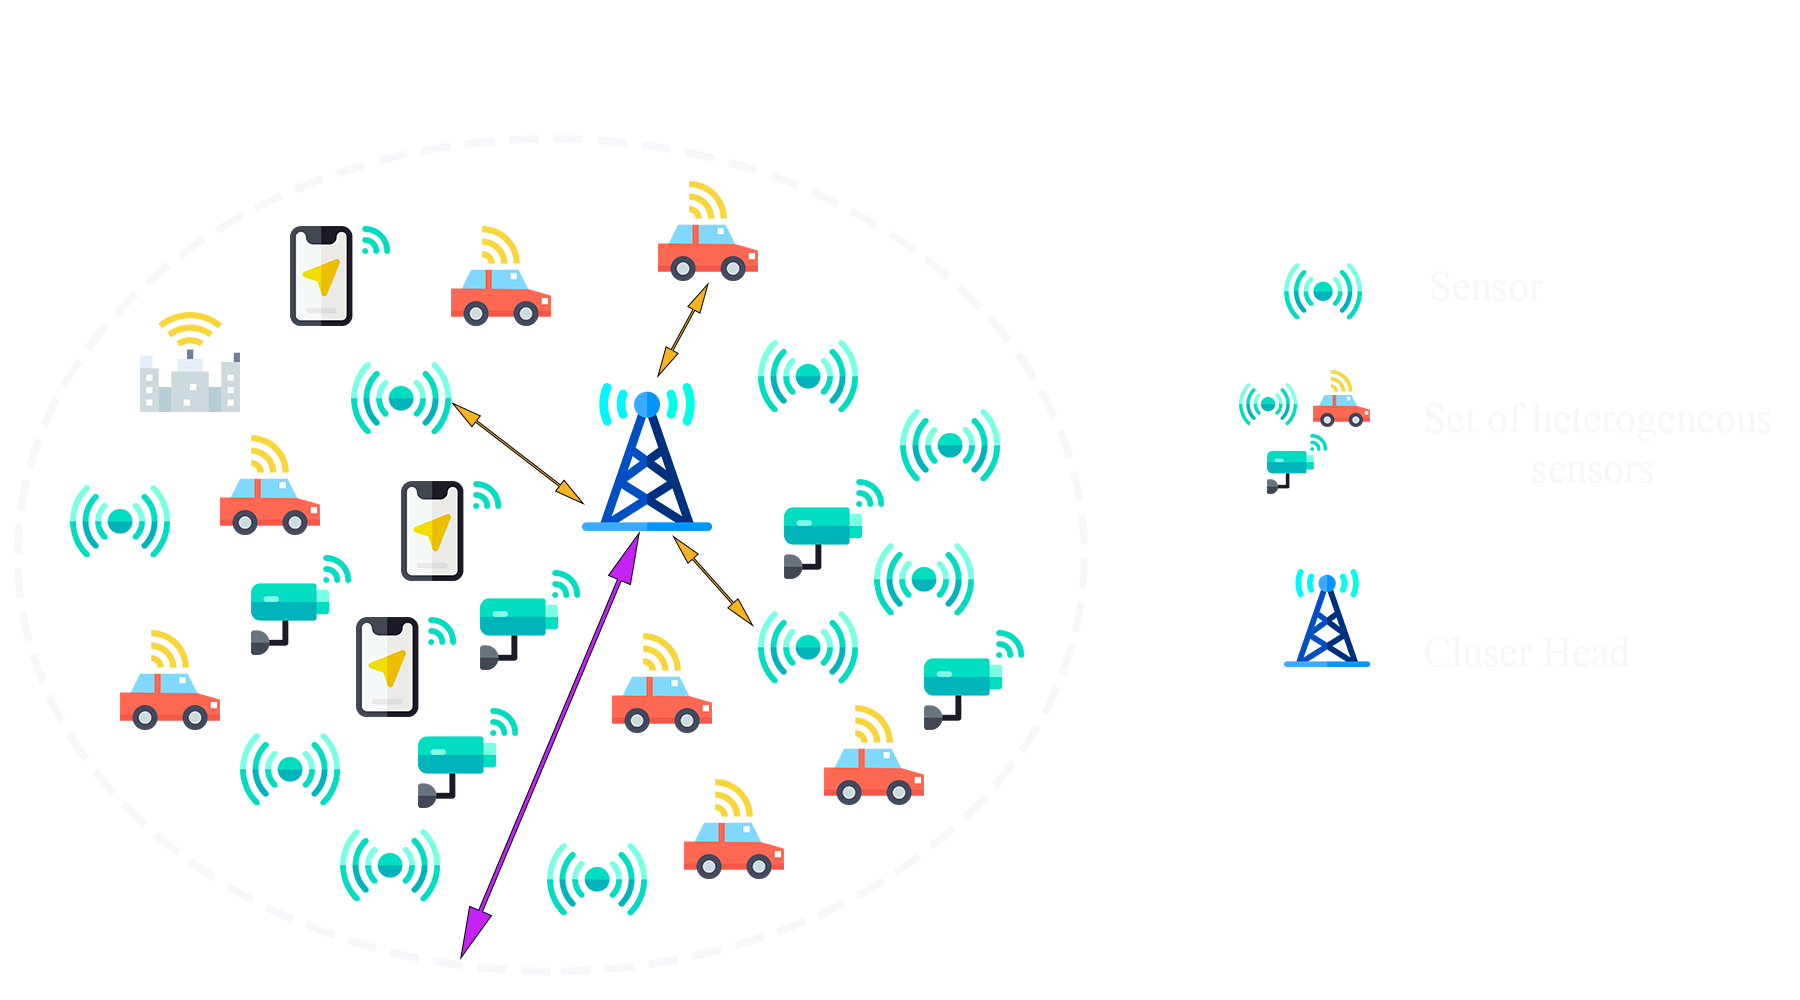 Sensor
Set of heterogeneous
sensors
Cluser Head